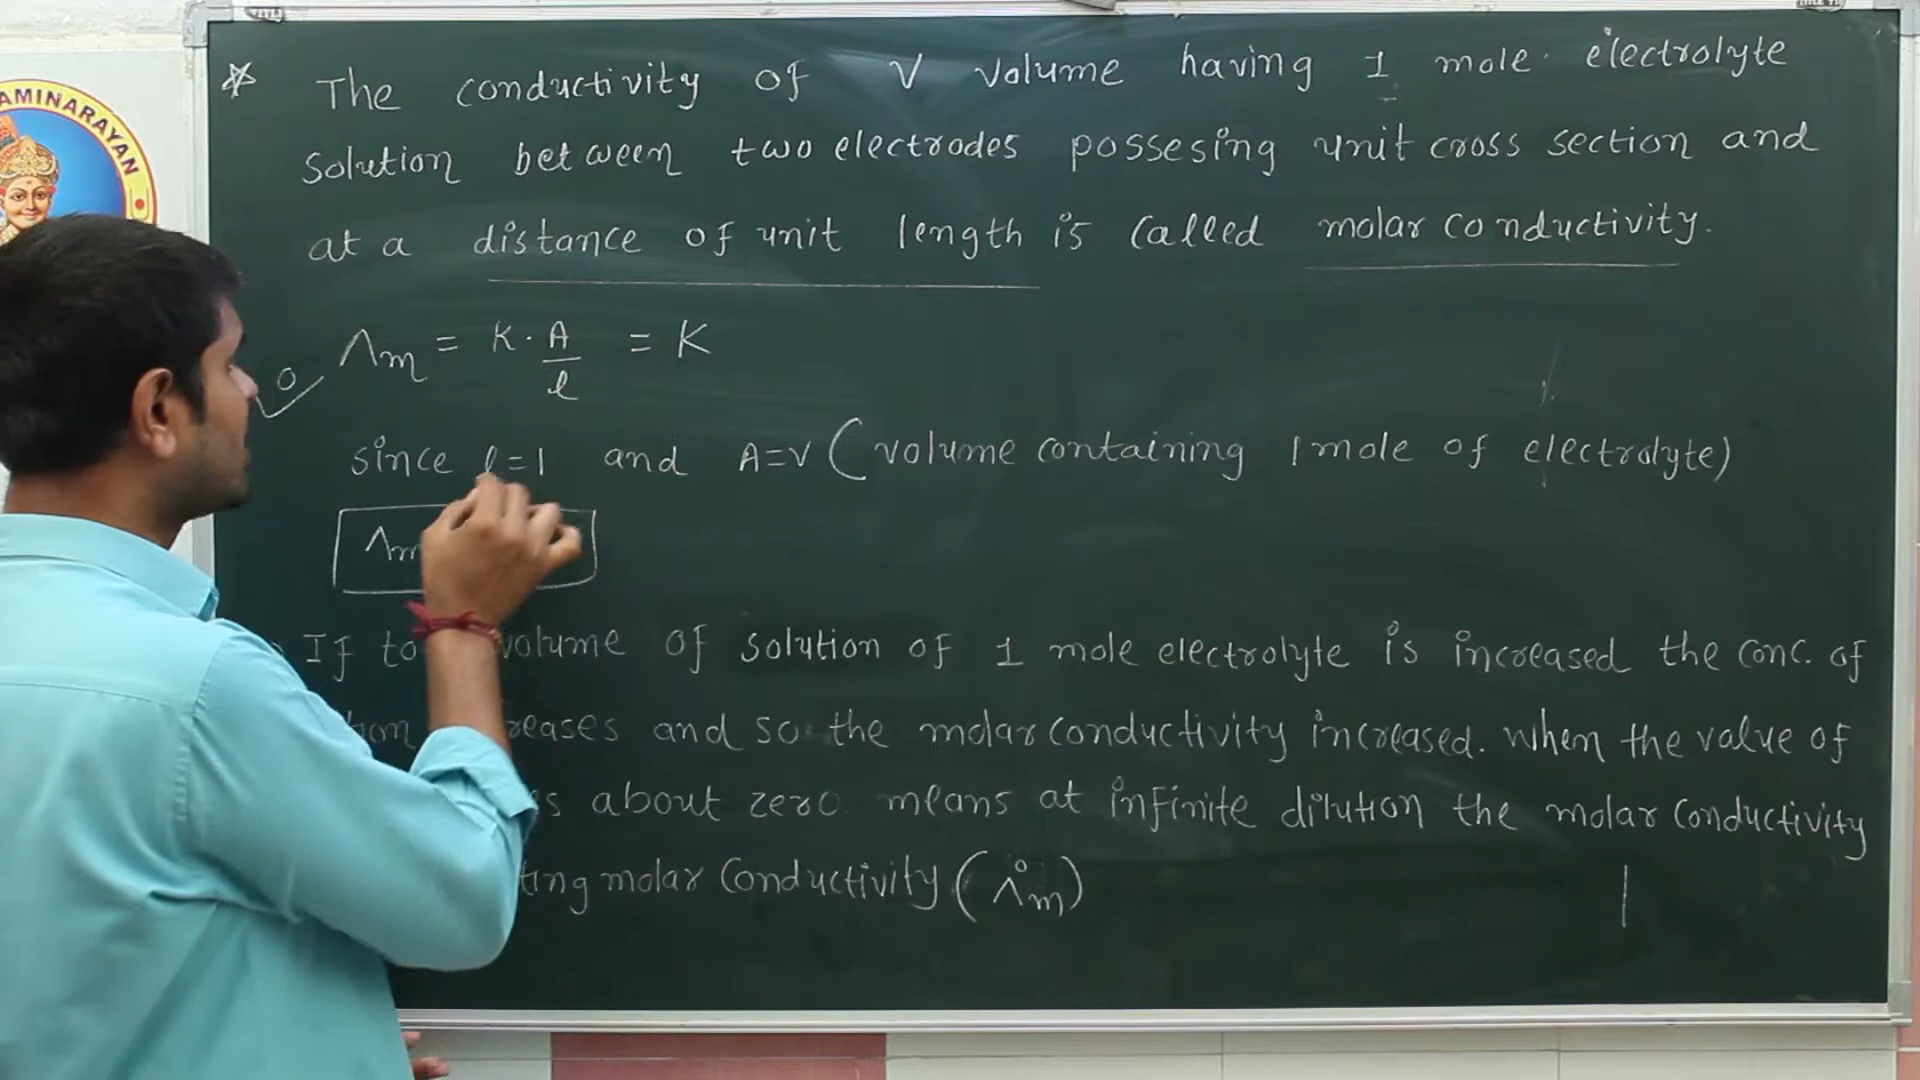 AMINARAYAN
☆ The conductivity of V volume having 1 mole electrolyte
solution between two electrodes possesing unit cross section and
at a distance of unit length is called molar conductivity.
Λm = K · A/l = K
since l=1 and A=V (volume containing 1 mole of electrolyte)
Λm
If to volume of solution of 1 mole electrolyte is increased the conc. of
reases and so the molar conductivity increased. When the value of
s about zero means at infinite dilution the molar conductivity
ting molar conductivity (Λ°m)